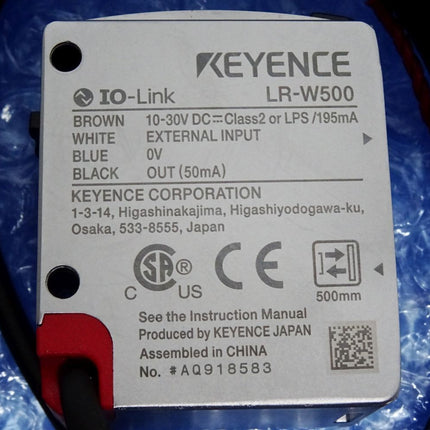 KEYENCE
IO-Link LR-W500
BROWN 10-30V DC⎓Class2 or LPS /195mA
WHITE EXTERNAL INPUT
BLUE 0V
BLACK OUT (50mA)
KEYENCE CORPORATION
1-3-14, Higashinakajima, Higashiyodogawa-ku,
Osaka, 533-8555, Japan
C SA ® US CE
500mm
See the Instruction Manual
Produced by KEYENCE JAPAN
Assembled in CHINA
No. #AQ918583